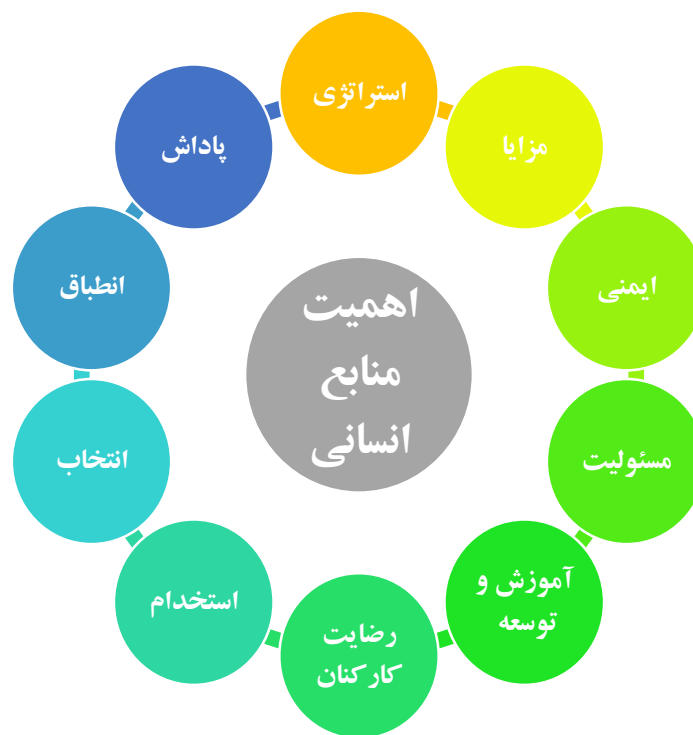 اهمیت
منابع
انسانی
استراتژی
مزایا
ایمنی
مسئولیت
آموزش و
توسعه
رضایت
کارکنان
استخدام
انتخاب
انطباق
پاداش